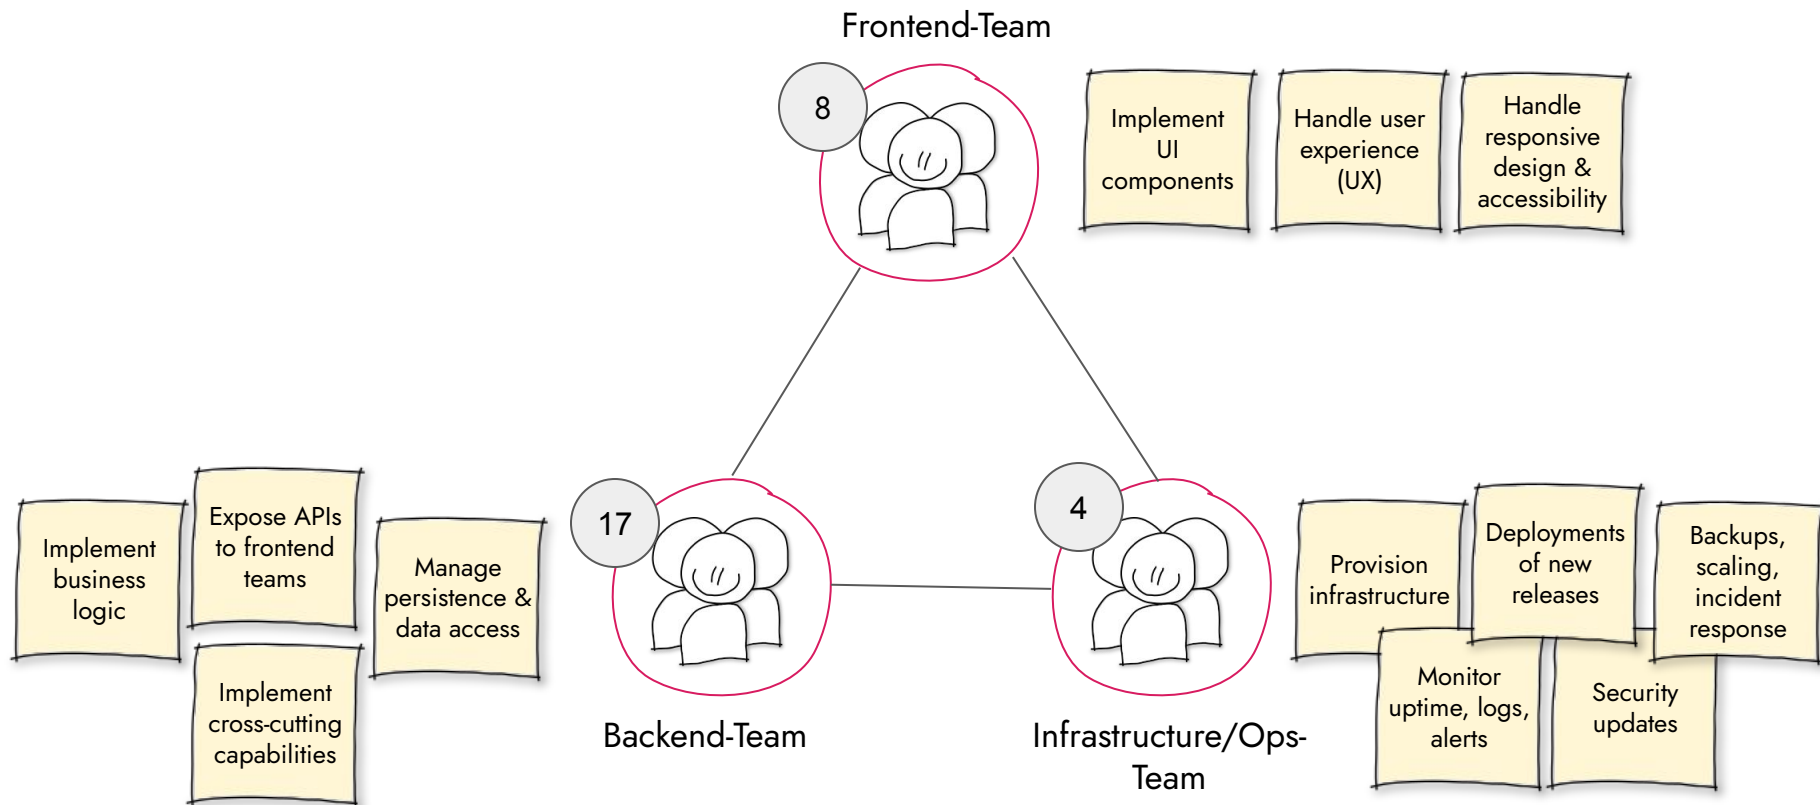 Frontend-Team
8
Implement
UI
components
Handle user
experience
(UX)
Handle
responsive
design &
accessibility
17
Implement
business
logic
Expose APIs
to frontend
teams
Manage
persistence &
data access
Implement
cross-cutting
capabilities
Backend-Team
4
Provision
infrastructure
Deployments
of new
releases
Backups,
scaling,
incident
response
Monitor
uptime, logs,
alerts
Security
updates
Infrastructure/Ops-
Team